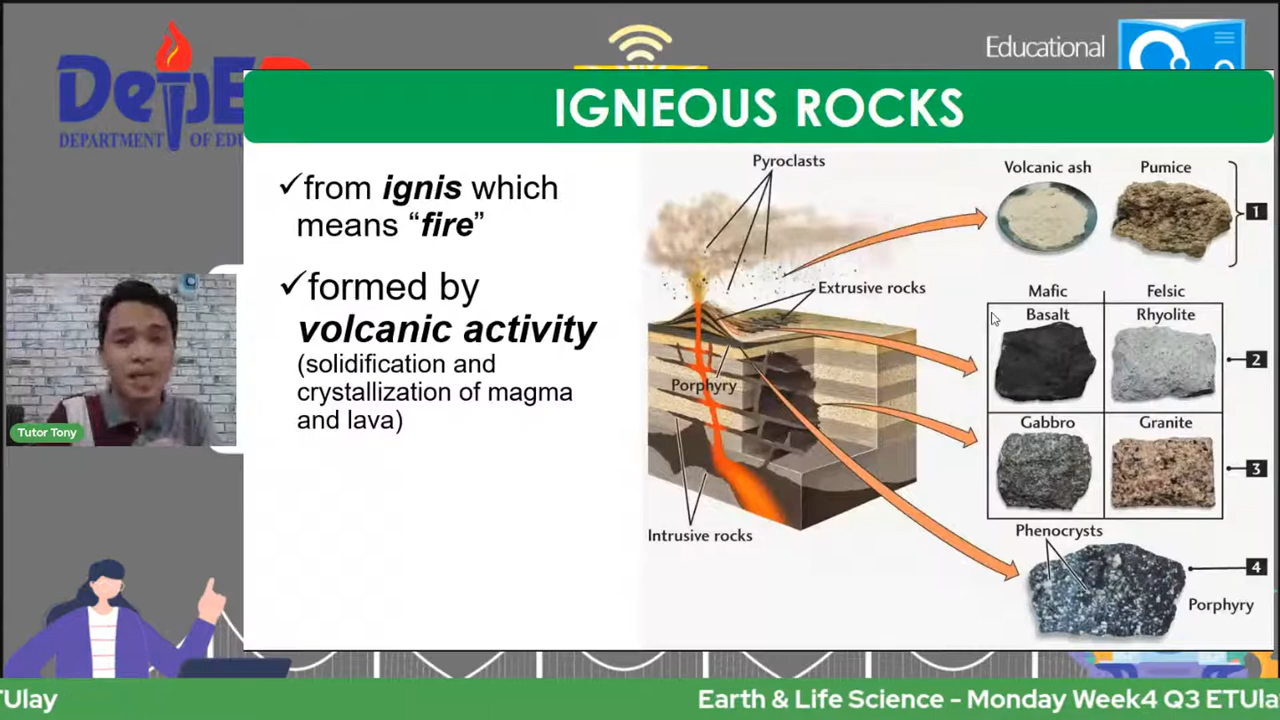 DepED
DEPARTMENT OF EDU
Educational
IGNEOUS ROCKS
✓from ignis which
means “fire”
✓formed by
volcanic activity
(solidification and
crystallization of magma
and lava)
Pyroclasts
Volcanic ash
Pumice
1
Extrusive rocks
Mafic
Felsic
Basalt
Rhyolite
2
Porphyry
Gabbro
Granite
3
Intrusive rocks
Phenocrysts
4
Porphyry
Tutor Tony
TUlay
Earth & Life Science - Monday Week4 Q3 ETUla